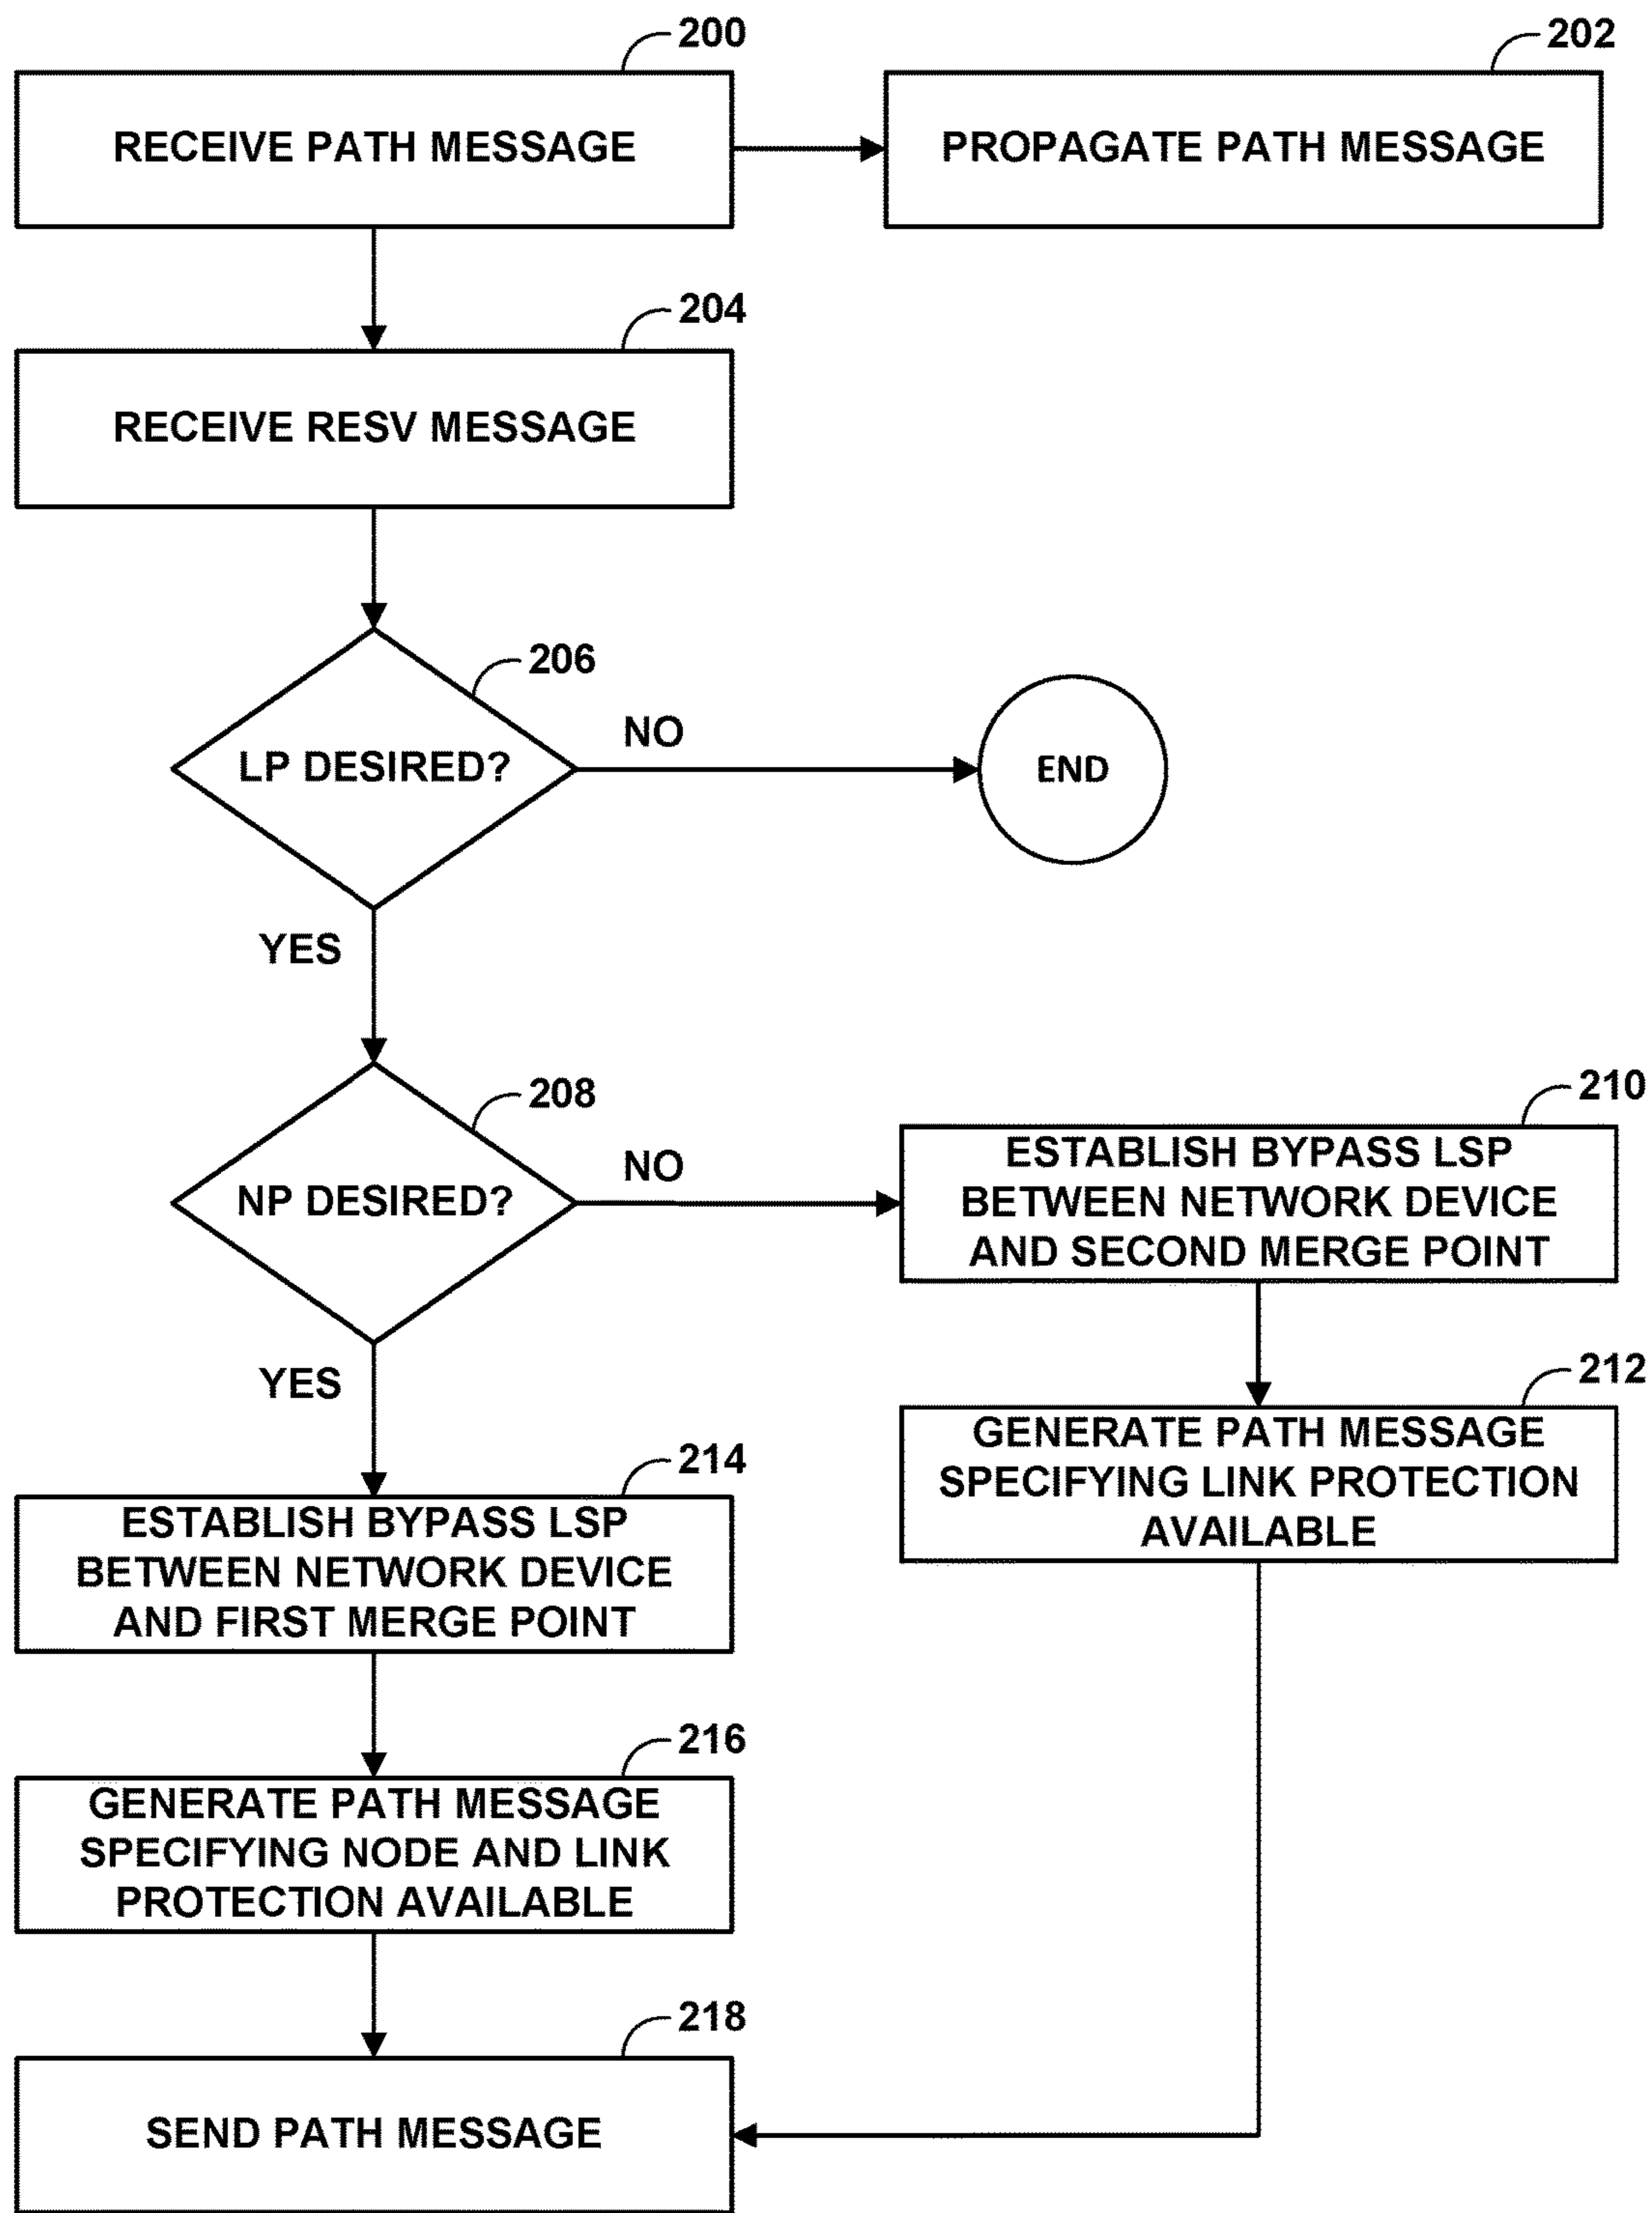 200
RECEIVE PATH MESSAGE
202
PROPAGATE PATH MESSAGE
204
RECEIVE RESV MESSAGE
206
LP DESIRED?
NO
END
YES
208
NP DESIRED?
NO
210
ESTABLISH BYPASS LSP
BETWEEN NETWORK DEVICE
AND SECOND MERGE POINT
212
GENERATE PATH MESSAGE
SPECIFYING LINK PROTECTION
AVAILABLE
YES
214
ESTABLISH BYPASS LSP
BETWEEN NETWORK DEVICE
AND FIRST MERGE POINT
216
GENERATE PATH MESSAGE
SPECIFYING NODE AND LINK
PROTECTION AVAILABLE
218
SEND PATH MESSAGE